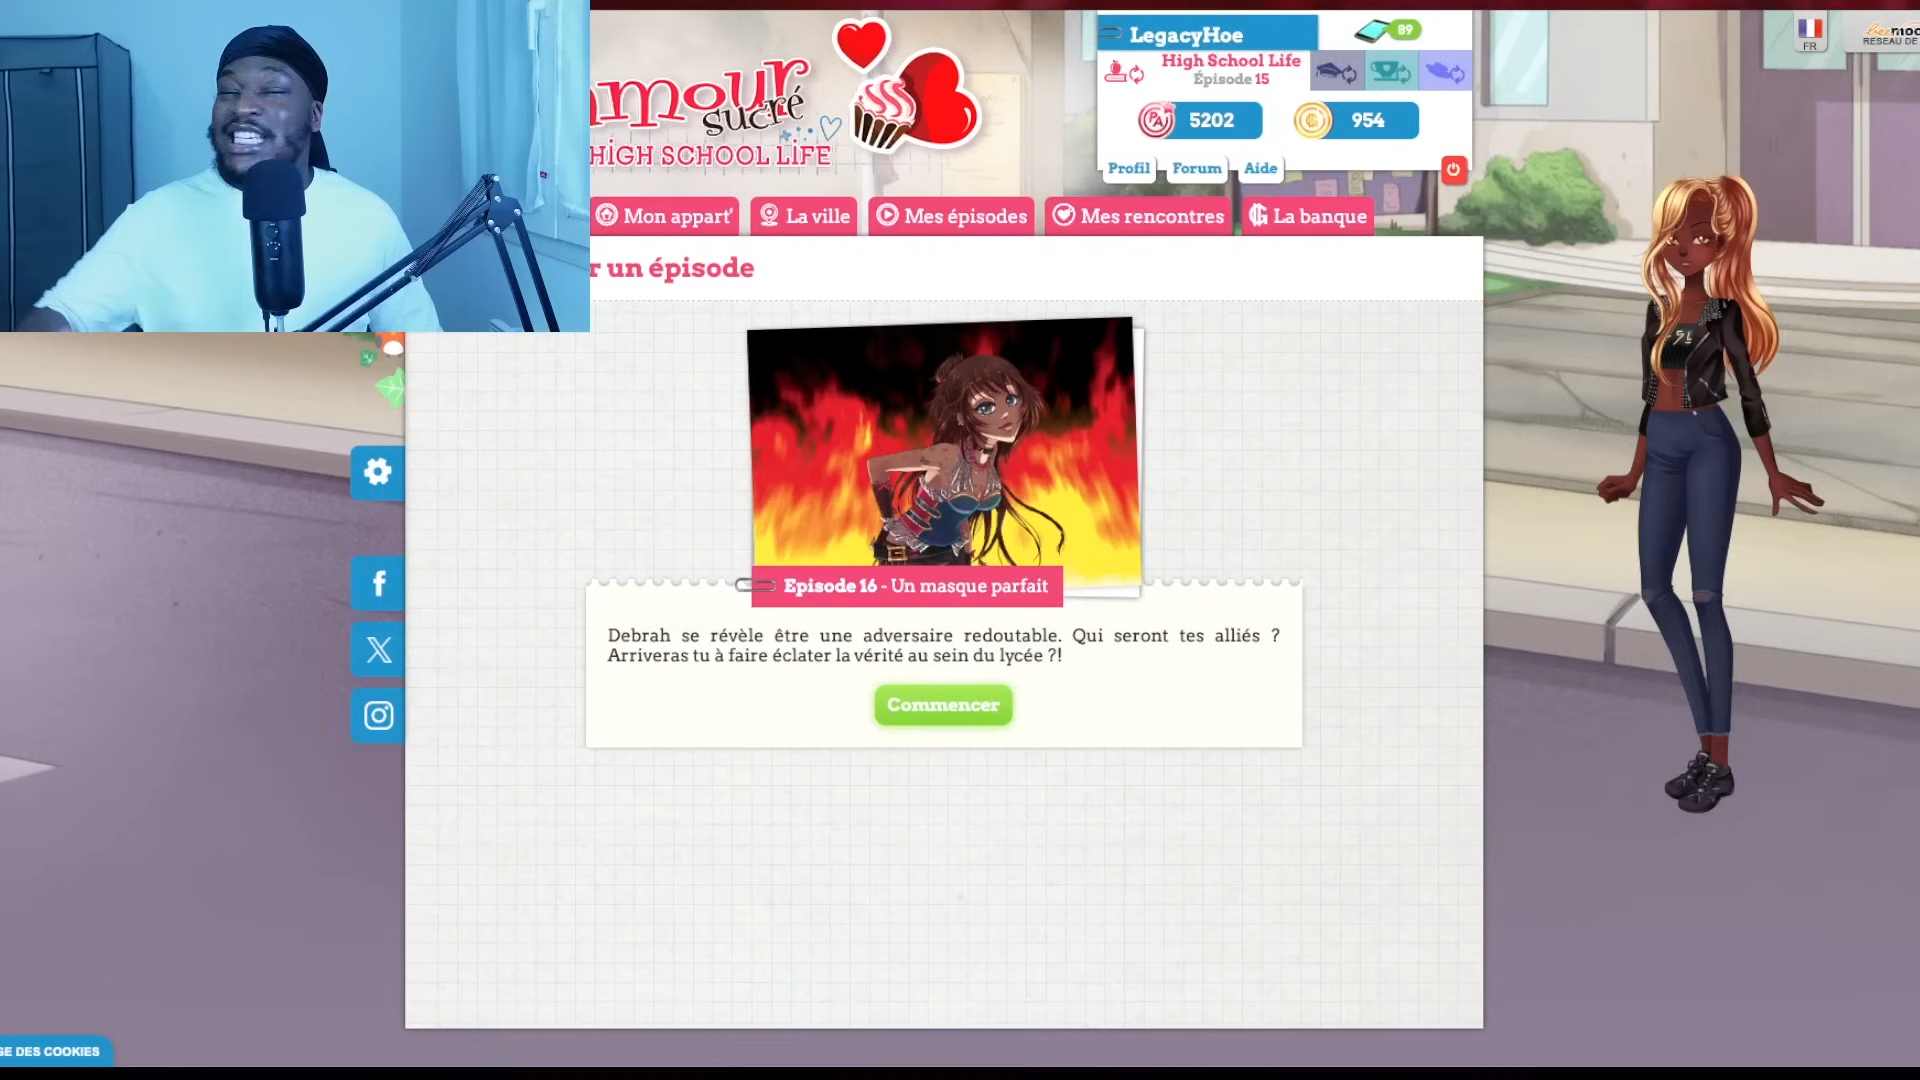 LegacyHoe
89
FR
High School Life
Épisode 15
amour
sucré
HIGH SCHOOL LIFE
5202
954
Profil
Forum
Aide
Mon appart'
La ville
Mes épisodes
Mes rencontres
La banque
r un épisode
Episode 16 - Un masque parfait
Debrah se révèle être une adversaire redoutable. Qui seront tes alliés ?
Arriveras tu à faire éclater la vérité au sein du lycée ?!
Commencer
GE DES COOKIES